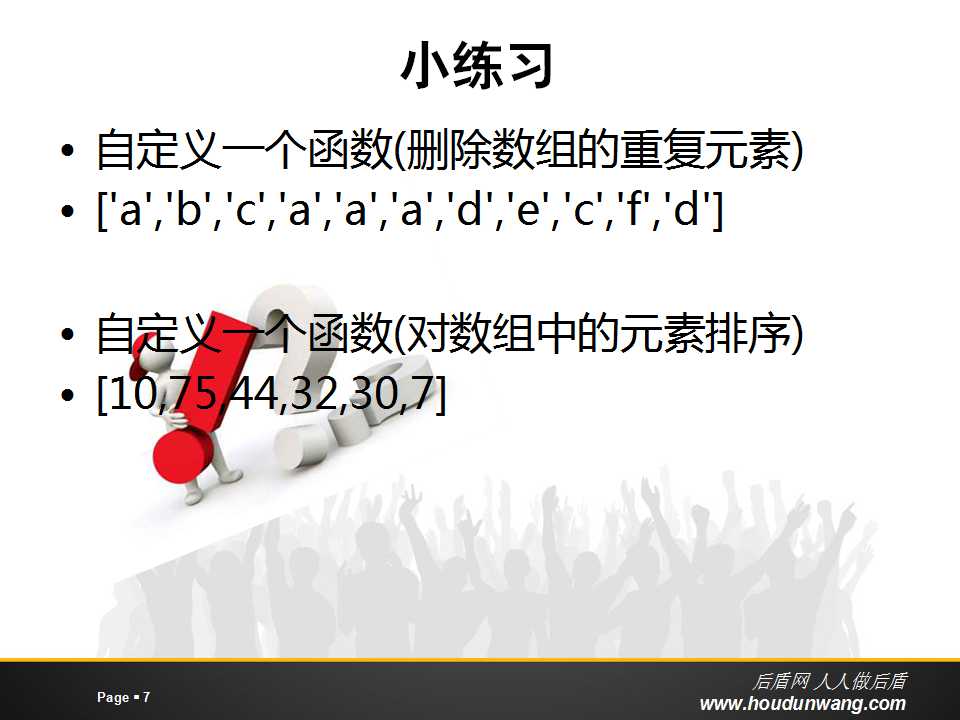 小练习
• 自定义一个函数(删除数组的重复元素)
• ['a','b','c','a','a','a','d','e','c','f','d']
• 自定义一个函数(对数组中的元素排序)
• [10,75,44,32,30,7]
Page ▪ 7
后盾网 人人做后盾
www.houdunwang.com